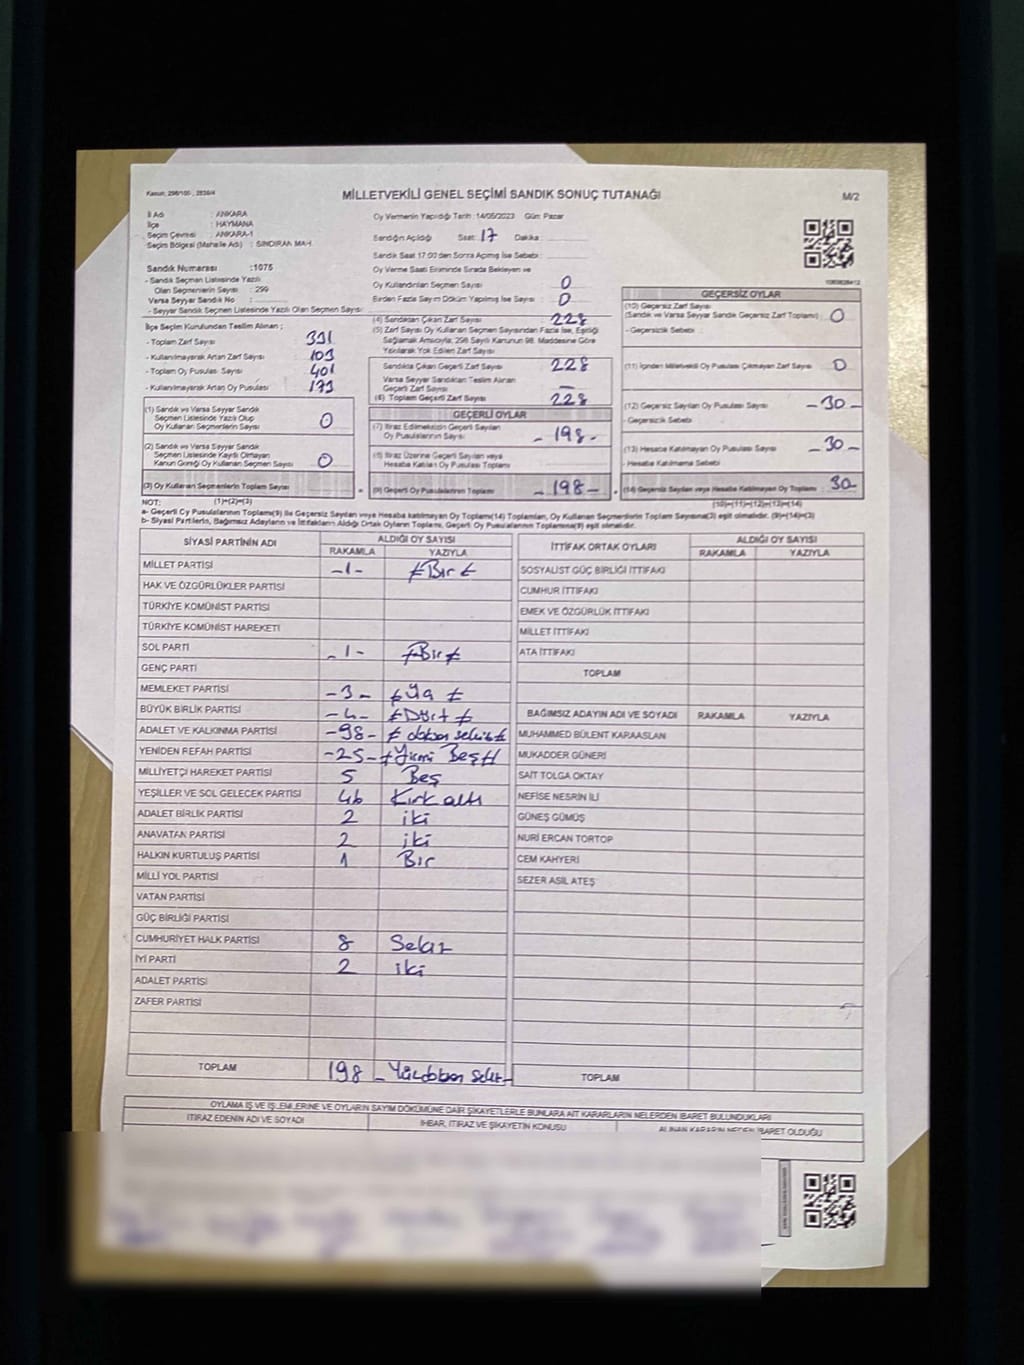 Kanun: 298/105 , 2839/4
MİLLETVEKİLİ GENEL SEÇİMİ SANDIK SONUÇ TUTANAĞI
M/2
İl Adı : ANKARA
İlçe : HAYMANA
Seçim Çevresi : ANKARA-1
Seçim Bölgesi (Mahalle Adı) : SINDIRAN MAH.
Sandık Numarası :1075
- Sandık Seçmen Listesinde Yazılı
Olan Seçmenlerin Sayısı : 299
Varsa Seyyar Sandık No :
- Seyyar Sandık Seçmen Listesinde Yazılı Olan Seçmen Sayısı:
İlçe Seçim Kurulundan Teslim Alınan ;
- Toplam Zarf Sayısı 331
- Kullanılmayarak Artan Zarf Sayısı 103
- Toplam Oy Pusulası Sayısı 401
- Kullanılmayarak Artan Oy Pusulası 173
(1) Sandık ve Varsa Seyyar Sandık
Seçmen Listesinde Yazılı Olup
Oy Kullanan Seçmenlerin Sayısı 0
(2) Sandık ve Varsa Seyyar Sandık
Seçmen Listesinde Kayıtlı Olmayan
Kanun Gereği Oy Kullanan Seçmen Sayısı 0
(3) Oy Kullanan Seçmenlerin Toplam Sayısı
(1)+(2)=(3)
Oy Vermenin Yapıldığı Tarih : 14/05/2023 Gün: Pazar
Sandığın Açıldığı Saat: 17 Dakika:
Sandık Saat 17:00'den Sonra Açılmış İse Sebebi :
Oy Verme Saati Bitiminde Sırada Bekleyen ve
Oy Kullandırılan Seçmen Sayısı 0
Birden Fazla Sayım Döküm Yapılmış İse Sayısı 0
(4) Sandıktan Çıkan Zarf Sayısı 228
(5) Zarf Sayısı Oy Kullanan Seçmen Sayısından Fazla İse, Eşitliği
Sağlamak Amacıyla, 298 Sayılı Kanunun 98. Maddesine Göre
Yakılarak Yok Edilen Zarf Sayısı
Sandıkta Çıkan Geçerli Zarf Sayısı 228
Varsa Seyyar Sandıktan Teslim Alınan
Geçerli Zarf Sayısı —
(6) Toplam Geçerli Zarf Sayısı 228
GEÇERLİ OYLAR
(7) İtiraz Edilmeksizin Geçerli Sayılan
Oy Pusulalarının Sayısı - 198 -
(8) İtiraz Üzerine Geçerli Sayılan veya
Hesaba Katılan Oy Pusulası Toplamı
(9) Geçerli Oy Pusulalarının Toplamı - 198 -
GEÇERSİZ OYLAR
(10) Geçersiz Zarf Sayısı
(Sandık ve Varsa Seyyar Sandık Geçersiz Zarf Toplamı) 0
- Geçersizlik Sebebi :
(11) İçinden Milletvekili Oy Pusulası Çıkmayan Zarf Sayısı 0
(12) Geçersiz Sayılan Oy Pusulası Sayısı - 30 -
- Geçersizlik Sebebi
(13) Hesaba Katılmayan Oy Pusulası Sayısı - 30 -
- Hesaba Katılmama Sebebi
(14) Geçersiz Sayılan veya Hesaba Katılmayan Oy Toplamı 30-
(10)+(11)+(12)+(13)=(14)
NOT:
a- Geçerli Oy Pusulalarının Toplamı(9) İle Geçersiz Sayılan veya Hesaba Katılmayan Oy Pusulası(14) Toplamları, Oy Kullanan Seçmenlerin Toplam Sayısına(3) eşit olmalıdır. (9)+(14)=(3)
b- Siyasi Partilerin, Bağımsız Adayların ve İttifakların Aldığı Ortak Oyların Toplamı, Geçerli Oy Pusulalarının Toplamına(9) eşit olmalıdır.
SİYASİ PARTİNİN ADI ALDIĞI OY SAYISI
RAKAMLA YAZIYLA
MİLLET PARTİSİ -1- Bir
HAK VE ÖZGÜRLÜKLER PARTİSİ
TÜRKİYE KOMÜNİST PARTİSİ
TÜRKİYE KOMÜNİST HAREKETİ
SOL PARTİ -1- Bir
GENÇ PARTİ
MEMLEKET PARTİSİ -3- Üç
BÜYÜK BİRLİK PARTİSİ -4- Dört
ADALET VE KALKINMA PARTİSİ -98- doksan sekiz
YENİDEN REFAH PARTİSİ -25- Yirmi Beş
MİLLİYETÇİ HAREKET PARTİSİ 5 Beş
YEŞİLLER VE SOL GELECEK PARTİSİ 46 Kırk altı
ADALET BİRLİK PARTİSİ 2 iki
ANAVATAN PARTİSİ 2 iki
HALKIN KURTULUŞ PARTİSİ 1 Bir
MİLLİ YOL PARTİSİ
VATAN PARTİSİ
GÜÇ BİRLİĞİ PARTİSİ
CUMHURİYET HALK PARTİSİ 8 Sekiz
İYİ PARTİ 2 iki
ADALET PARTİSİ
ZAFER PARTİSİ
TOPLAM 198 - Yüzdoksan Sekiz-
İTTİFAK ORTAK OYLARI ALDIĞI OY SAYISI
RAKAMLA YAZIYLA
SOSYALİST GÜÇ BİRLİĞİ İTTİFAKI
CUMHUR İTTİFAKI
EMEK VE ÖZGÜRLÜK İTTİFAKI
MİLLET İTTİFAKI
ATA İTTİFAKI
TOPLAM
BAĞIMSIZ ADAYIN ADI VE SOYADI RAKAMLA YAZIYLA
MUHAMMED BÜLENT KARAASLAN
MUKADDER GÜNERİ
SAİT TOLGA OKTAY
NEFİSE NESRİN İLİ
GÜNEŞ GÜMÜŞ
NURİ ERCAN TORTOP
CEM KAHYERİ
SEZER ASIL ATEŞ
TOPLAM
OYLAMA İŞ VE İŞLEMLERİNE VE OYLARIN SAYIM DÖKÜMÜNE DAİR ŞİKAYETLERLE BUNLARA AİT KARARLARIN NELERDEN İBARET BULUNDUKLARI
İTİRAZ EDENİN ADI VE SOYADI İHBAR, İTİRAZ VE ŞİKAYETİN KONUSU ALINAN KARARIN NEDEN İBARET OLDUĞU